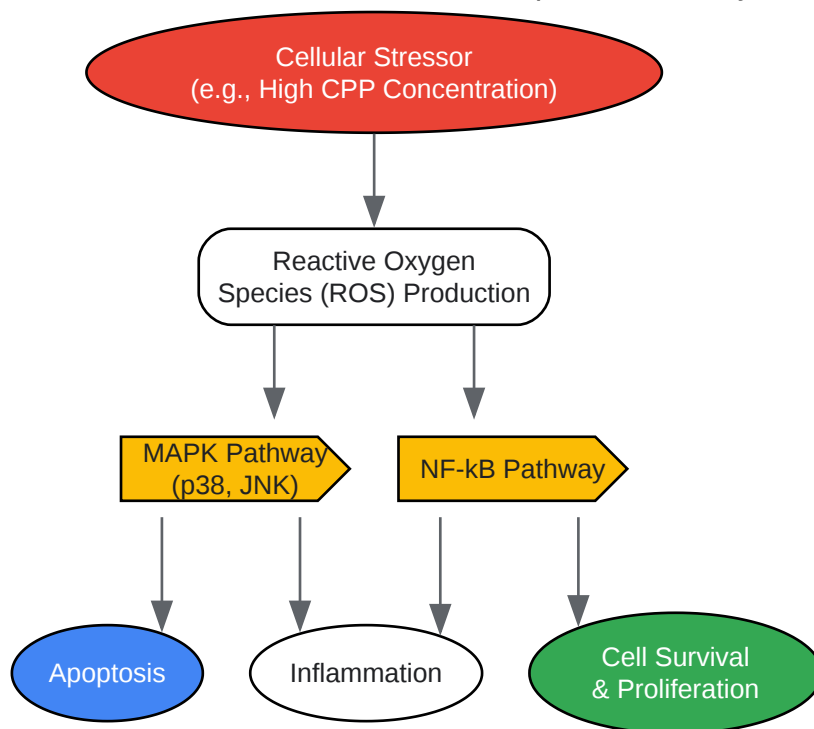 Cellular Stressor
(e.g., High CPP Concentration)
Reactive Oxygen
Species (ROS) Production
MAPK Pathway
(p38, JNK)
NF-kB Pathway
Apoptosis
Inflammation
Cell Survival
& Proliferation